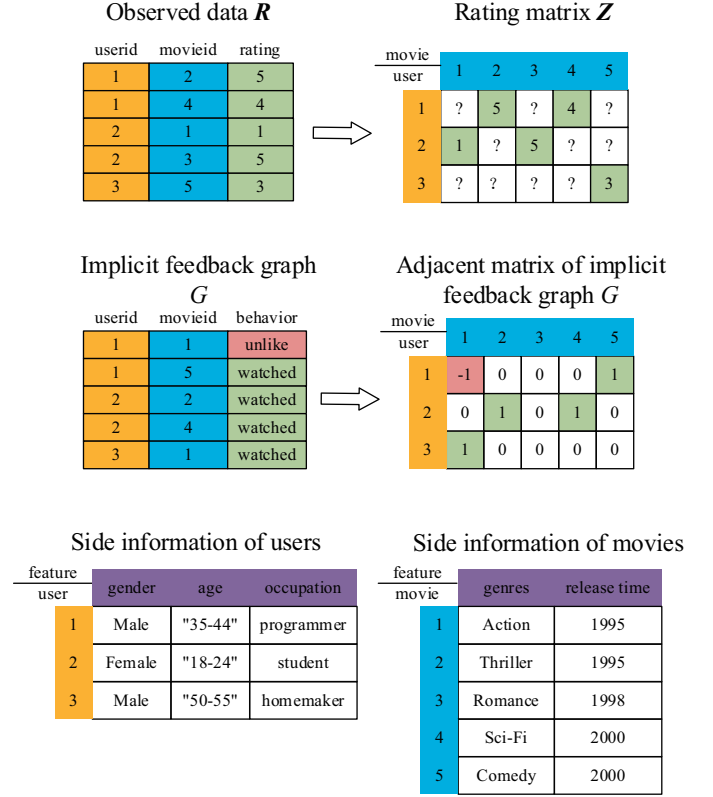 Observed data R
userid movieid rating
1 2 5
1 4 4
2 1 1
2 3 5
3 5 3
Rating matrix Z
movie
user
1 2 3 4 5
1 ? 5 ? 4 ?
2 1 ? 5 ? ?
3 ? ? ? ? 3
Implicit feedback graph
G
userid movieid behavior
1 1 unlike
1 5 watched
2 2 watched
2 4 watched
3 1 watched
Adjacent matrix of implicit
feedback graph G
movie
user
1 2 3 4 5
1 -1 0 0 0 1
2 0 1 0 1 0
3 1 0 0 0 0
Side information of users
feature
user
gender age occupation
1 Male "35-44" programmer
2 Female "18-24" student
3 Male "50-55" homemaker
Side information of movies
feature
movie
genres release time
1 Action 1995
2 Thriller 1995
3 Romance 1998
4 Sci-Fi 2000
5 Comedy 2000